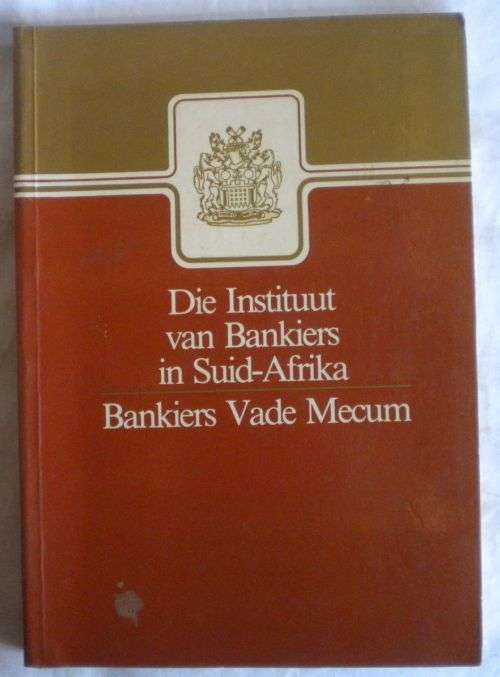 Die Instituut
van Bankiers
in Suid-Afrika
Bankiers Vade Mecum